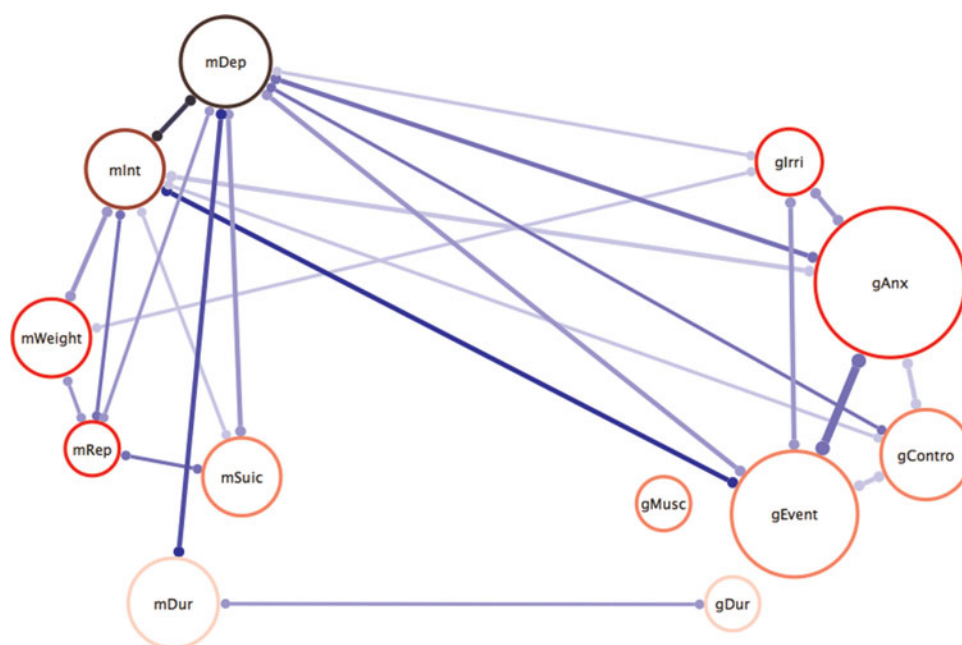 mDep
mInt
gIrri
gAnx
mWeight
mRep
mSuic
gContro
gMusc
gEvent
mDur
gDur